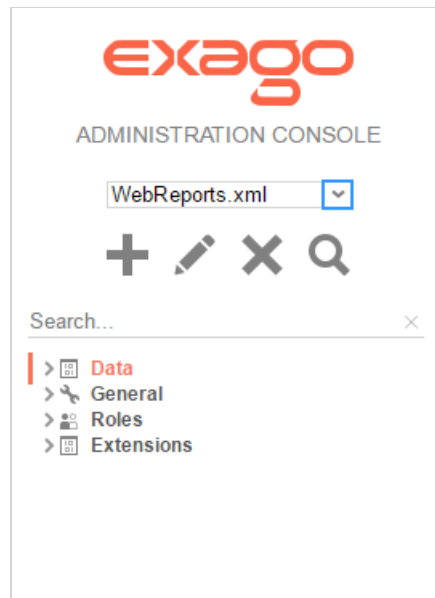 exago
ADMINISTRATION CONSOLE
WebReports.xml
Search...
Data
General
Roles
Extensions